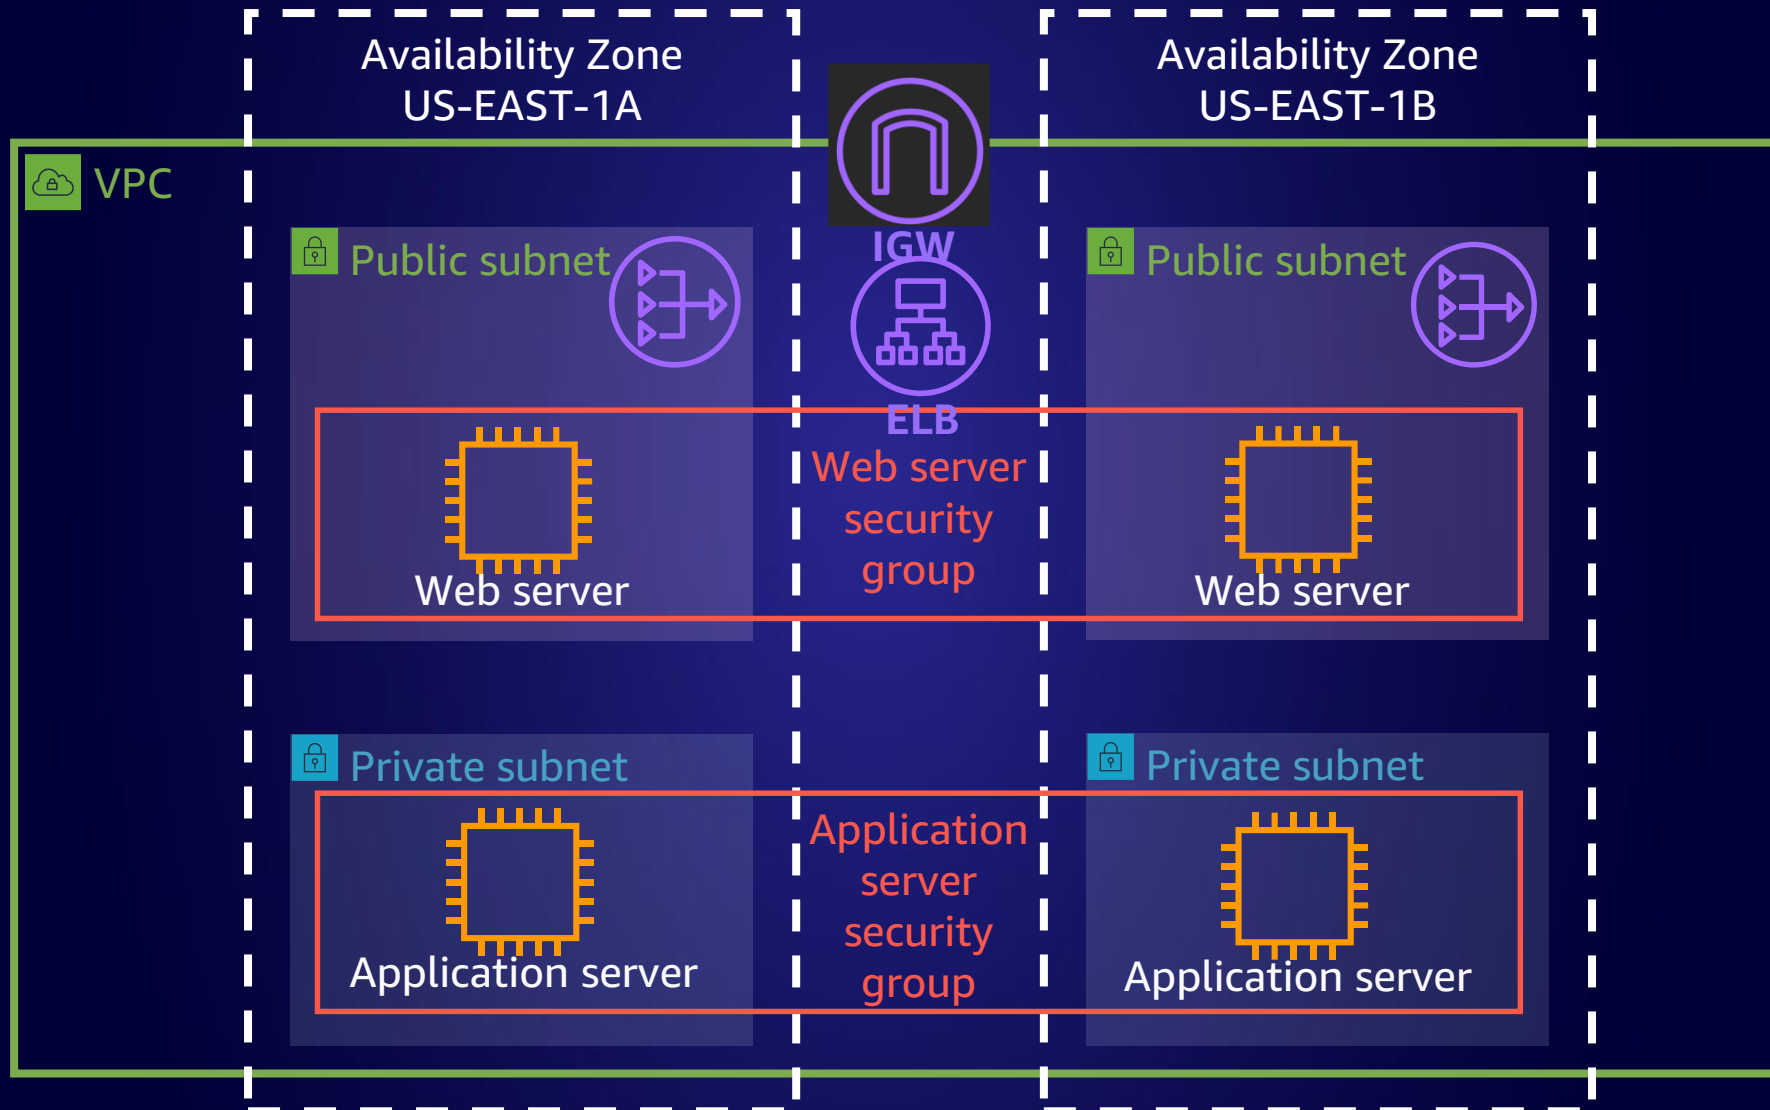 Availability Zone
US-EAST-1A
Availability Zone
US-EAST-1B
VPC
IGW
Public subnet
Public subnet
ELB
Web server
security
group
Web server
Web server
Private subnet
Private subnet
Application
server
security
group
Application server
Application server